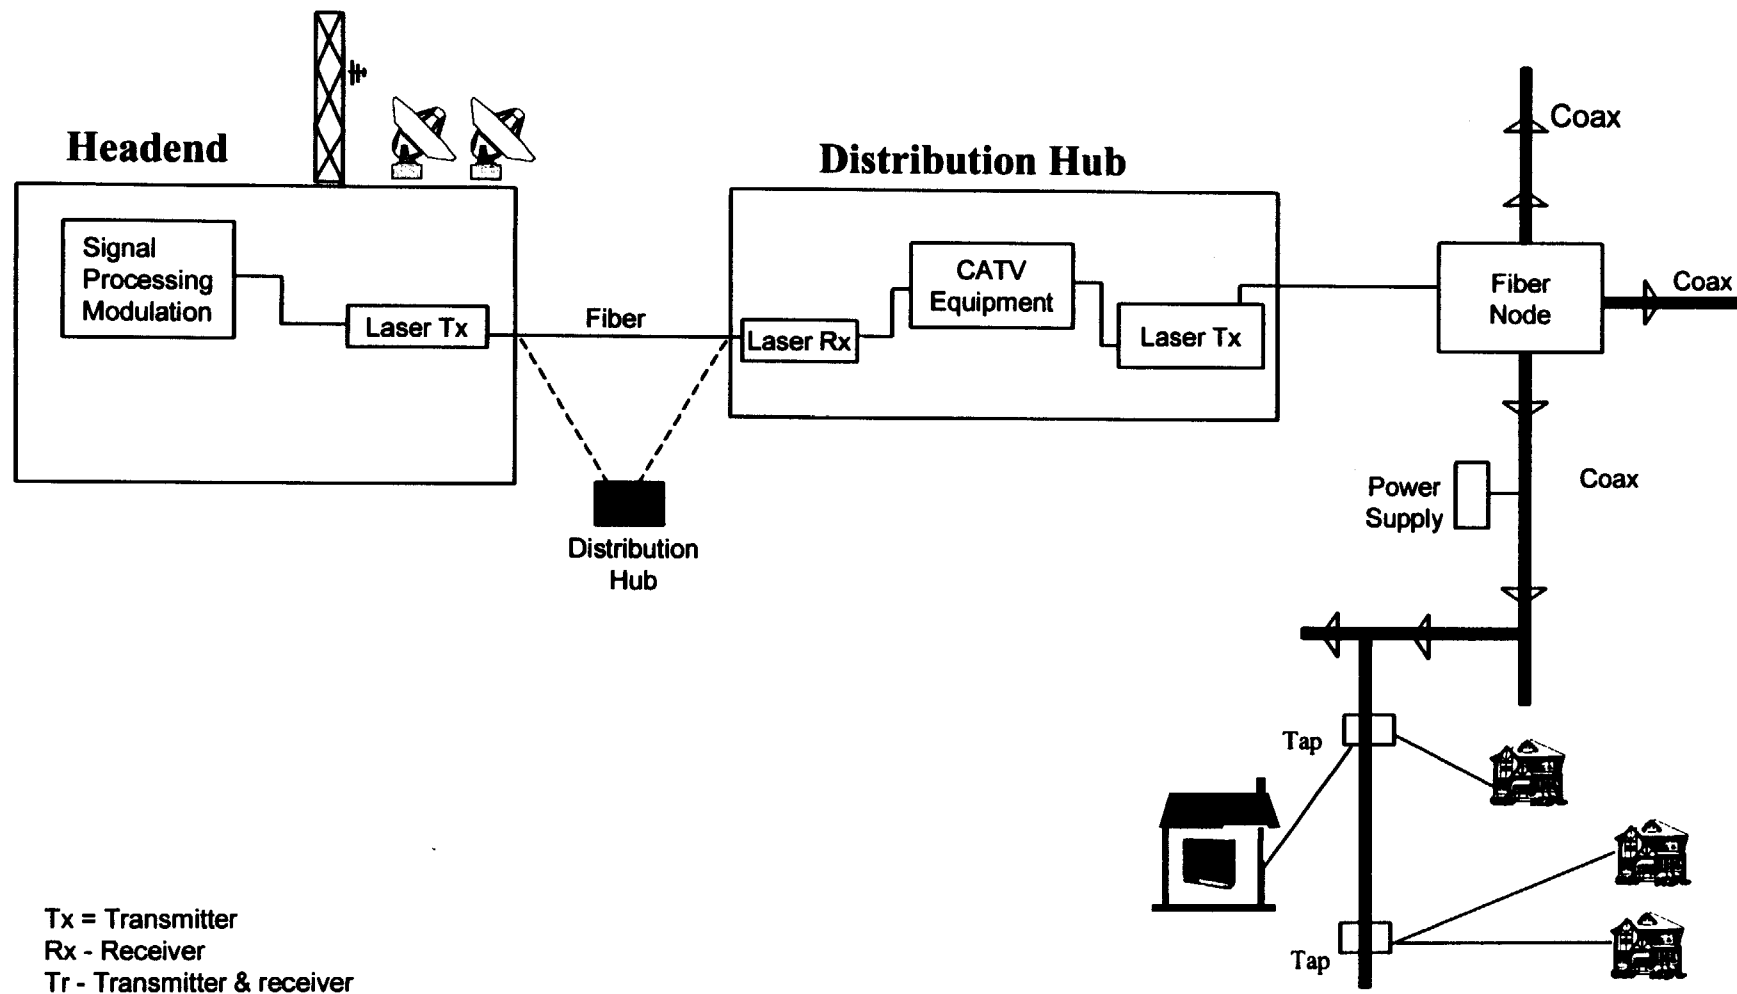 Headend
Distribution Hub
Coax
Signal
Processing
Modulation
Laser Tx
Fiber
Laser Rx
CATV
Equipment
Laser Tx
Fiber
Node
Coax
Power
Supply
Coax
Distribution
Hub
Tap
Tap
Tx = Transmitter
Rx - Receiver
Tr - Transmitter & receiver